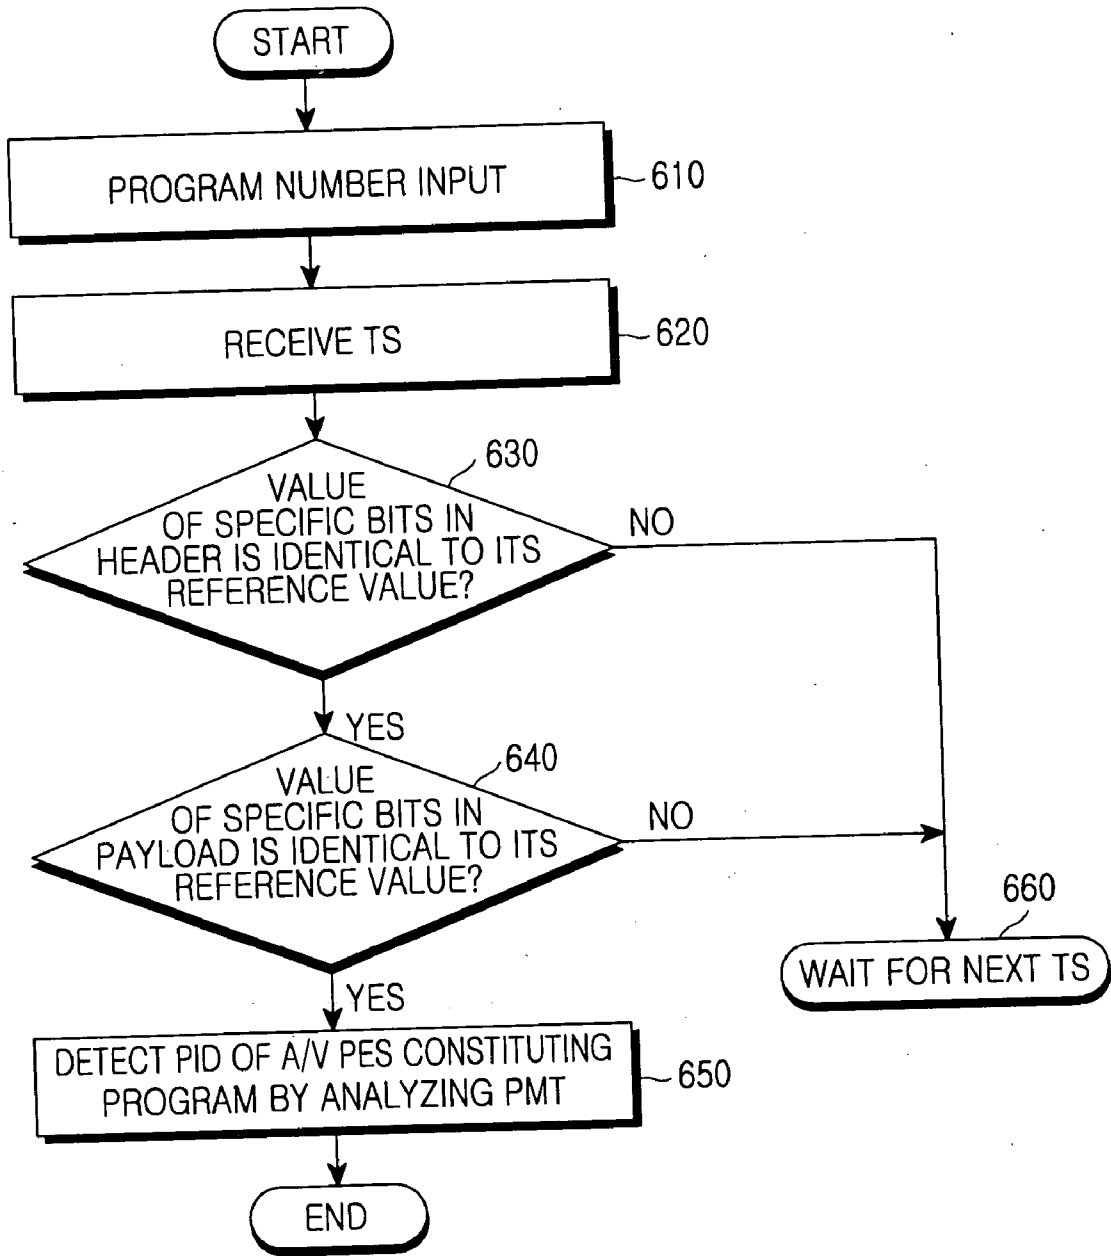 START
PROGRAM NUMBER INPUT
610
RECEIVE TS
620
630
VALUE
OF SPECIFIC BITS IN
HEADER IS IDENTICAL TO ITS
REFERENCE VALUE?
NO
YES
640
VALUE
OF SPECIFIC BITS IN
PAYLOAD IS IDENTICAL TO ITS
REFERENCE VALUE?
NO
660
WAIT FOR NEXT TS
YES
DETECT PID OF A/V PES CONSTITUTING
PROGRAM BY ANALYZING PMT
650
END